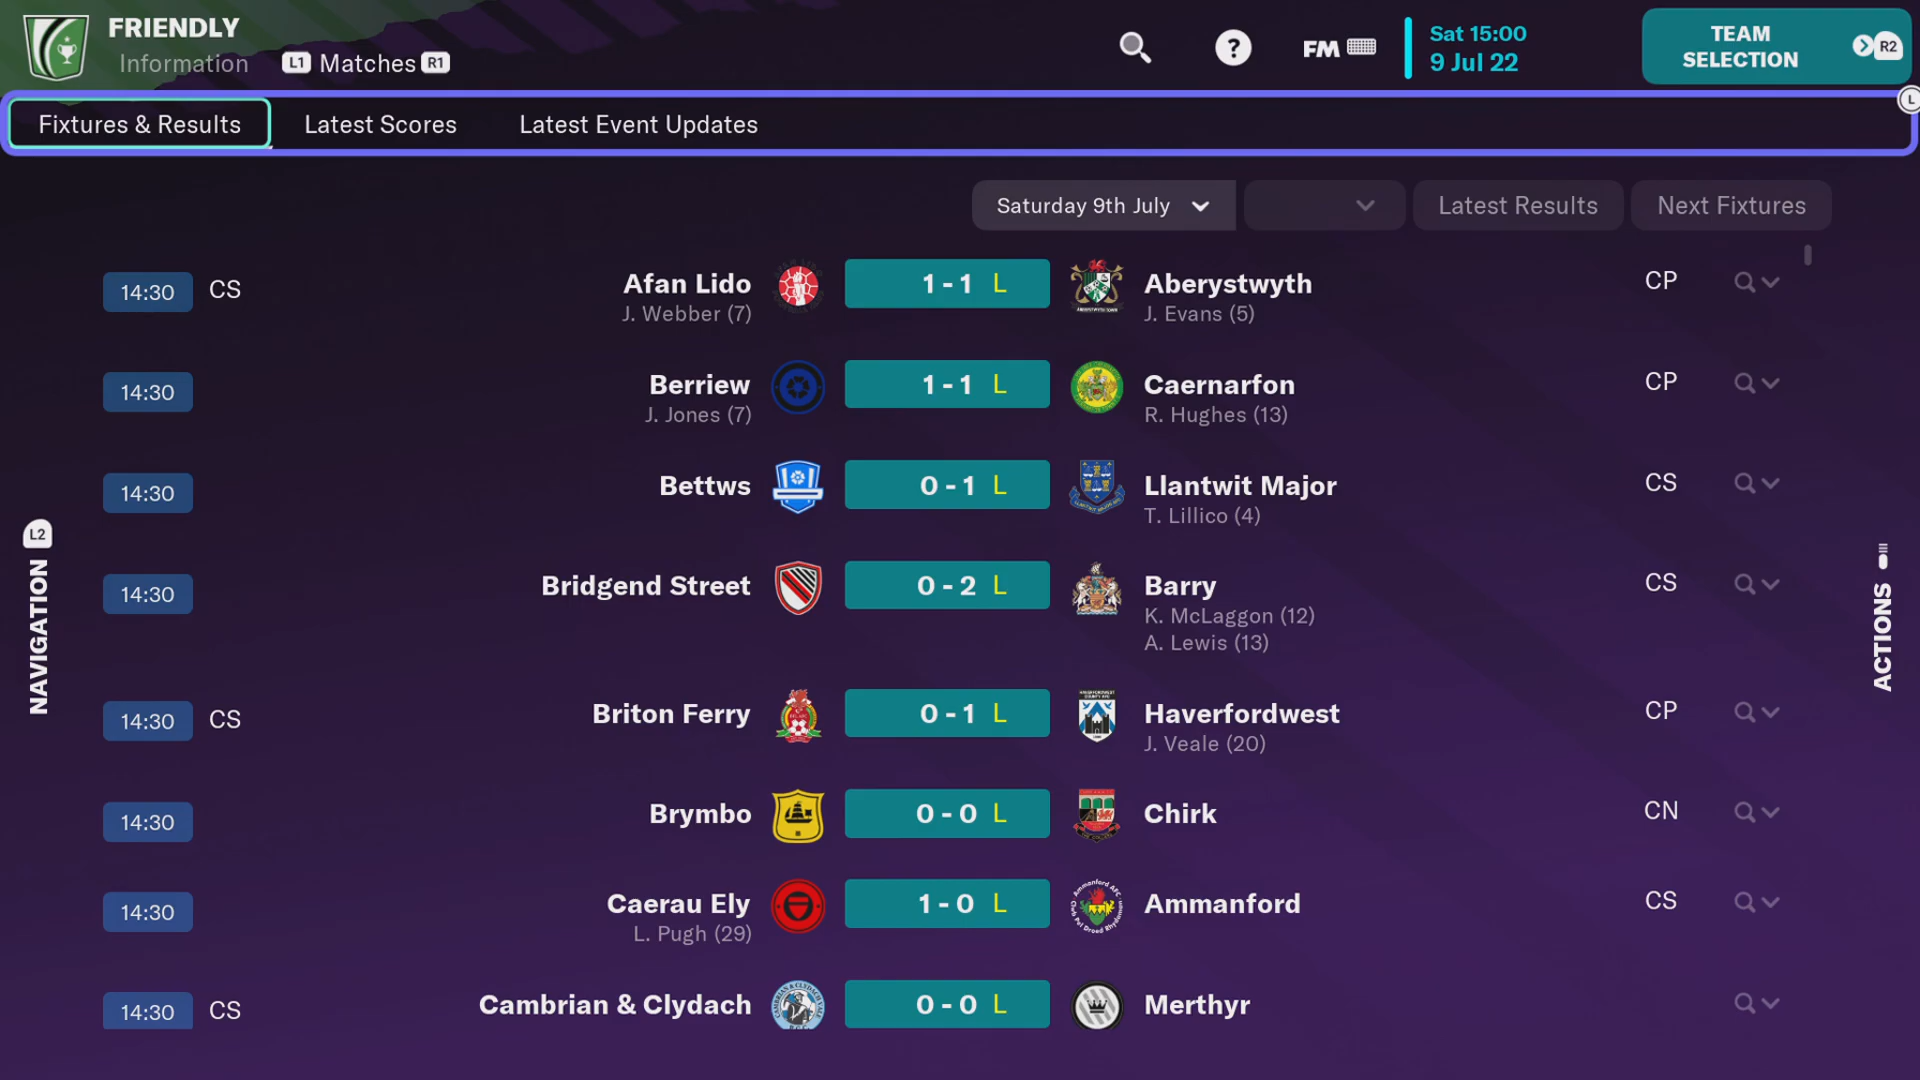 FRIENDLY
Information L1 Matches R1
? FM
Sat 15:00
9 Jul 22
TEAM
SELECTION
R2
L
Fixtures & Results Latest Scores Latest Event Updates
Saturday 9th July Latest Results Next Fixtures
14:30 CS Afan Lido 1 - 1 L Aberystwyth CP
J. Webber (7) J. Evans (5)
14:30 Berriew 1 - 1 L Caernarfon CP
J. Jones (7) R. Hughes (13)
14:30 Bettws 0 - 1 L Llantwit Major CS
T. Lillico (4)
14:30 Bridgend Street 0 - 2 L Barry CS
K. McLaggon (12)
A. Lewis (13)
14:30 CS Briton Ferry 0 - 1 L Haverfordwest CP
J. Veale (20)
14:30 Brymbo 0 - 0 L Chirk CN
14:30 Caerau Ely 1 - 0 L Ammanford CS
L. Pugh (29)
14:30 CS Cambrian & Clydach 0 - 0 L Merthyr
L2
NAVIGATION
ACTIONS